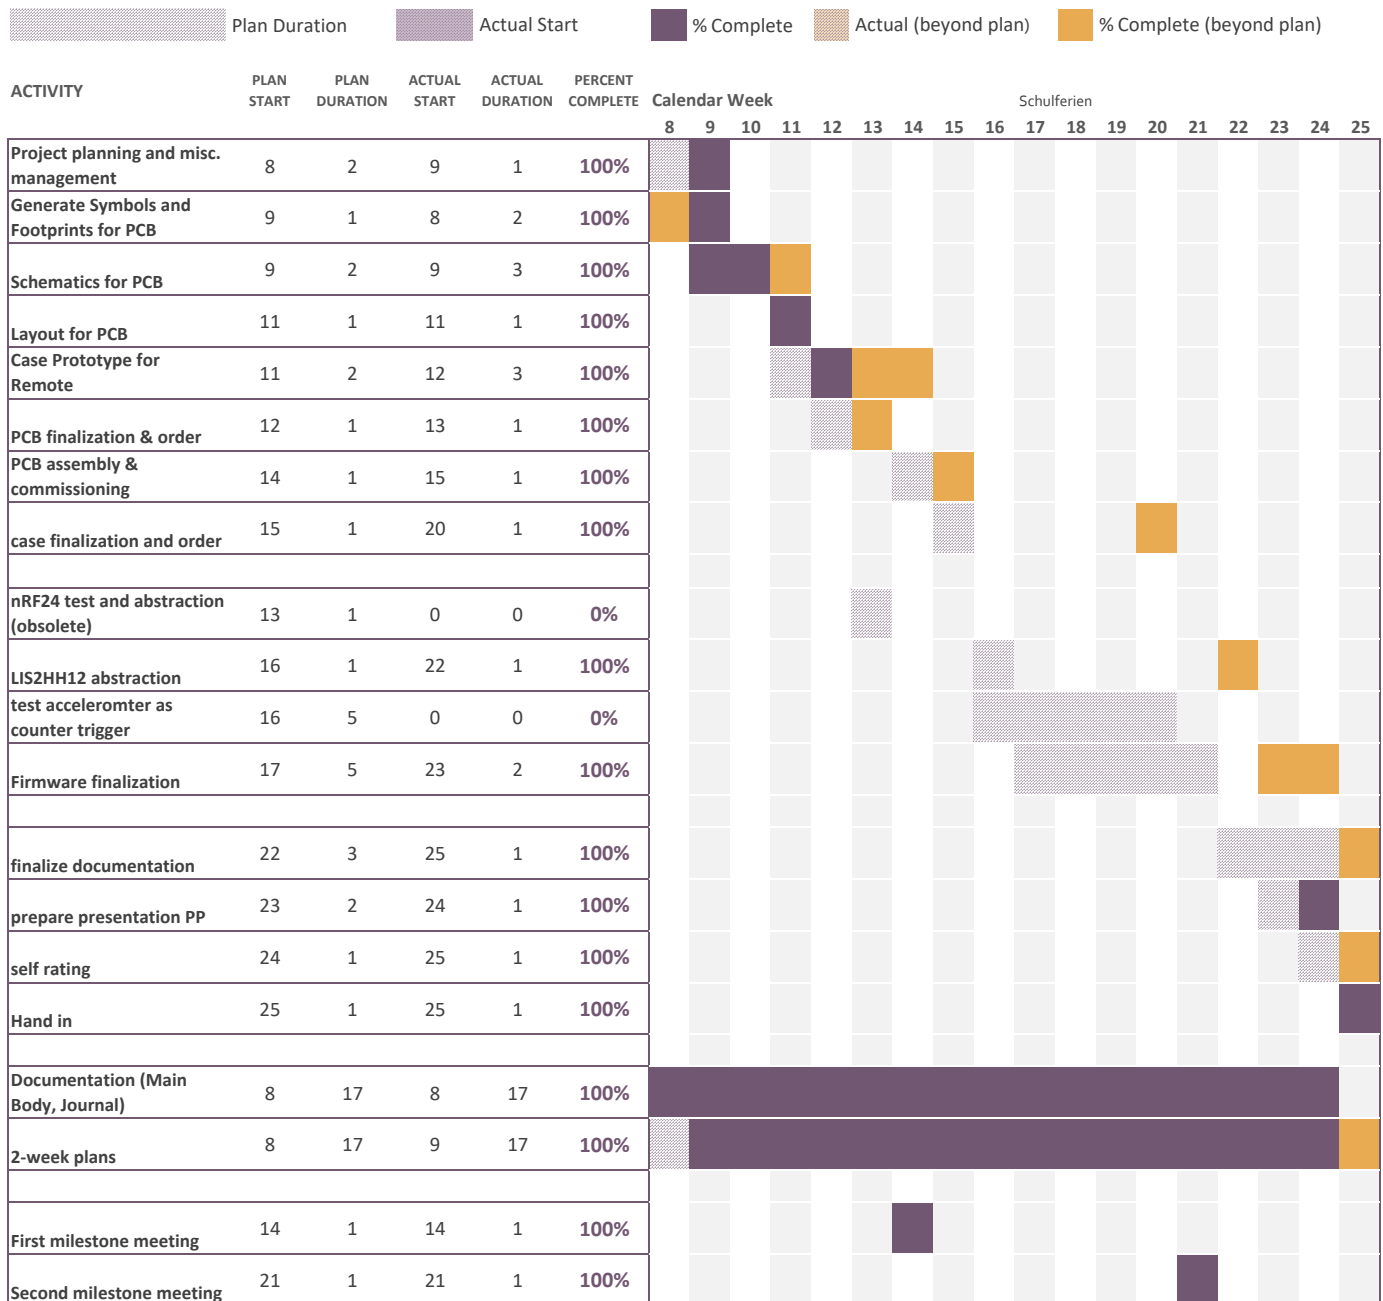 Plan Duration Actual Start % Complete Actual (beyond plan) % Complete (beyond plan)
ACTIVITY PLAN START PLAN DURATION ACTUAL START ACTUAL DURATION PERCENT COMPLETE Calendar Week Schulferien
8 9 10 11 12 13 14 15 16 17 18 19 20 21 22 23 24 25
Project planning and misc. management 8 2 9 1 100%
Generate Symbols and Footprints for PCB 9 1 8 2 100%
Schematics for PCB 9 2 9 3 100%
Layout for PCB 11 1 11 1 100%
Case Prototype for Remote 11 2 12 3 100%
PCB finalization & order 12 1 13 1 100%
PCB assembly & commissioning 14 1 15 1 100%
case finalization and order 15 1 20 1 100%
nRF24 test and abstraction (obsolete) 13 1 0 0 0%
LIS2HH12 abstraction 16 1 22 1 100%
test acceleromter as counter trigger 16 5 0 0 0%
Firmware finalization 17 5 23 2 100%
finalize documentation 22 3 25 1 100%
prepare presentation PP 23 2 24 1 100%
self rating 24 1 25 1 100%
Hand in 25 1 25 1 100%
Documentation (Main Body, Journal) 8 17 8 17 100%
2-week plans 8 17 9 17 100%
First milestone meeting 14 1 14 1 100%
Second milestone meeting 21 1 21 1 100%